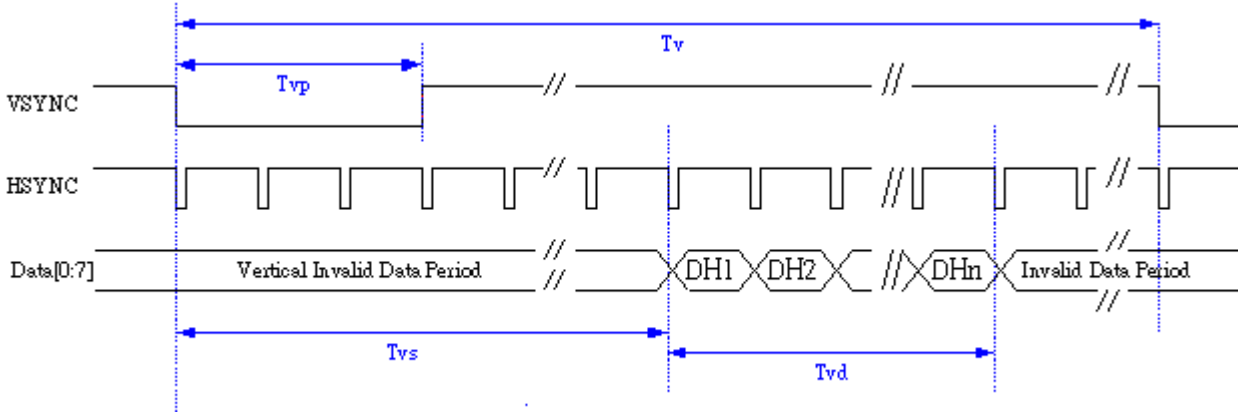 Tv
Tvp
VSYNC
HSYNC
Data[0:7]
Vertical Invalid Data Period
DH1
DH2
DHn
Invalid Data Period
Tvs
Tvd